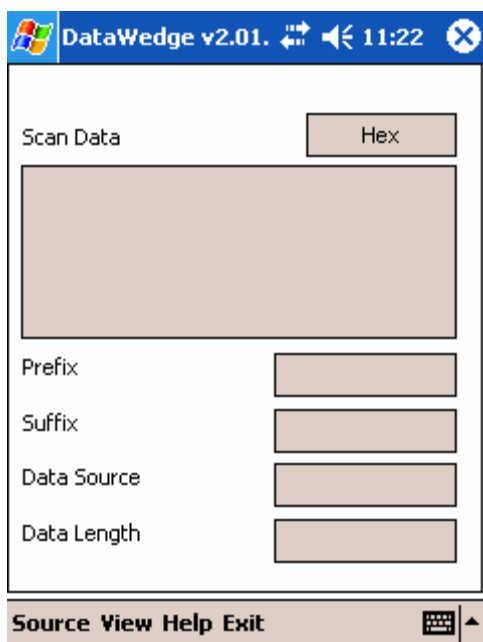 DataWedge v2.01. 11:22
Scan Data Hex
Prefix
Suffix
Data Source
Data Length
Source View Help Exit